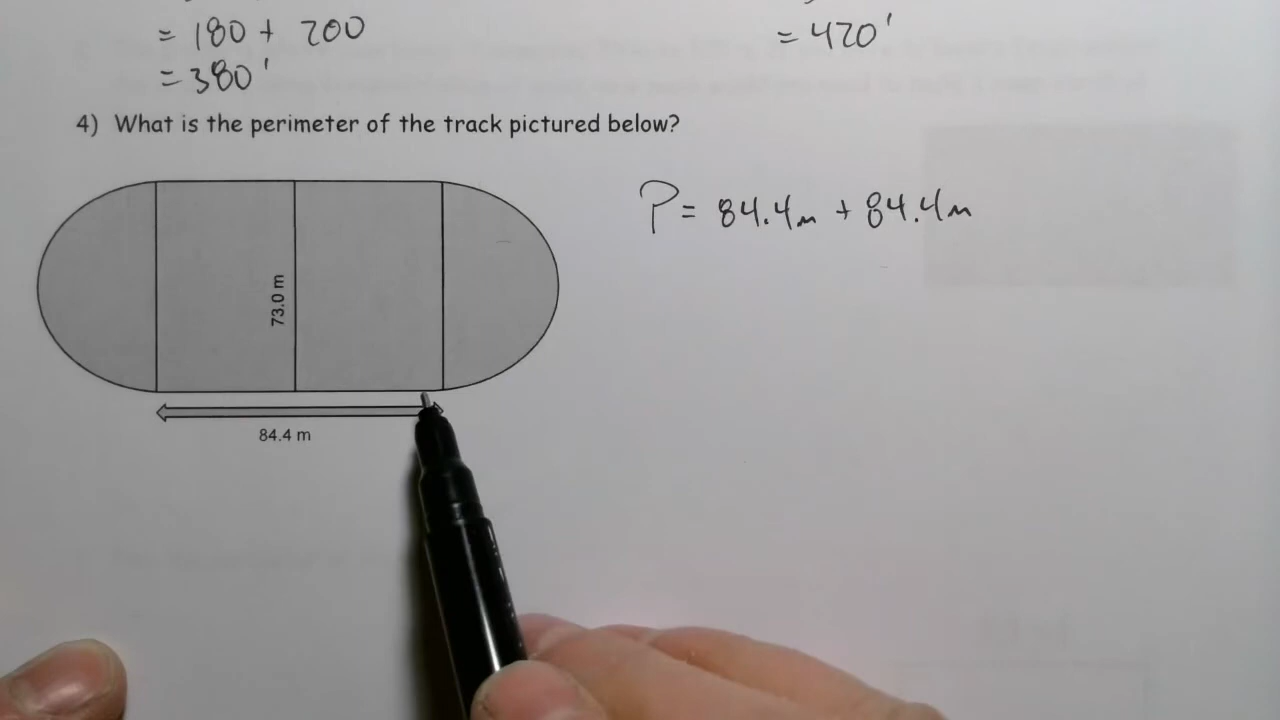 = 180 + 200
= 380'
= 420'
4) What is the perimeter of the track pictured below?
P = 84.4m + 84.4m
73.0 m
84.4 m